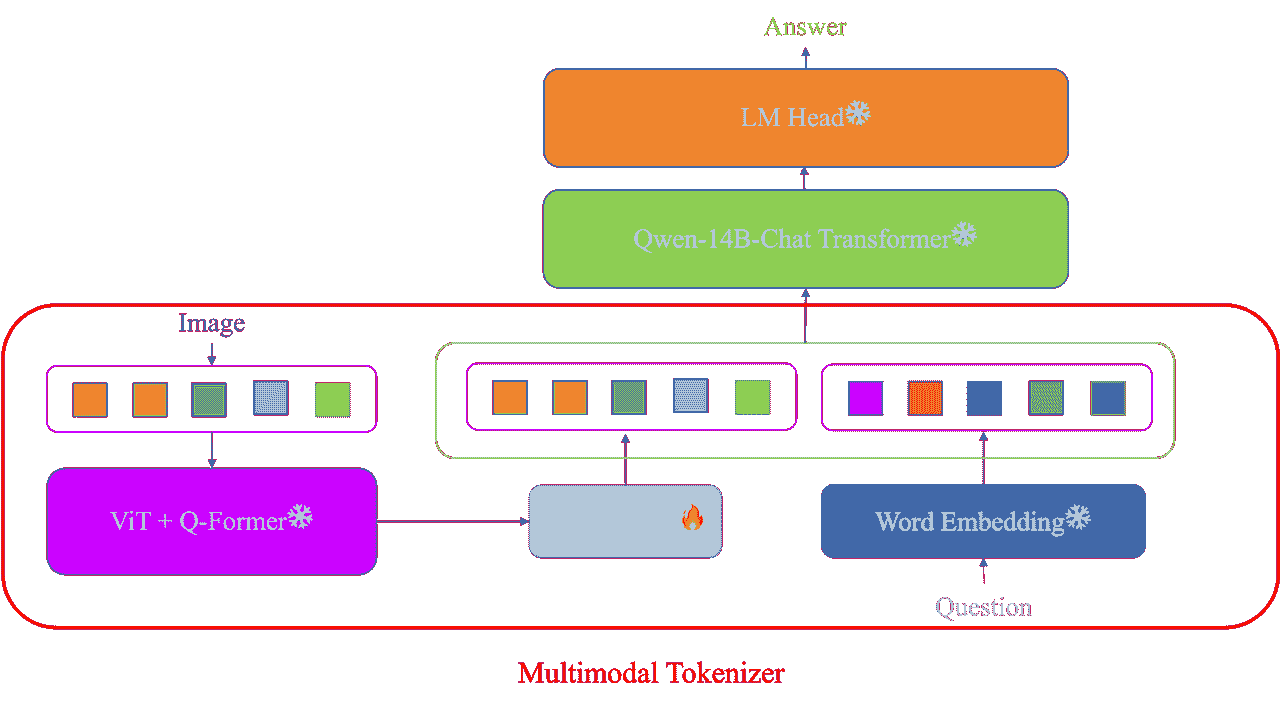 Answer
LM Head
Qwen-14B-Chat Transformer
Image
ViT + Q-Former
Word Embedding
Question
Multimodal Tokenizer